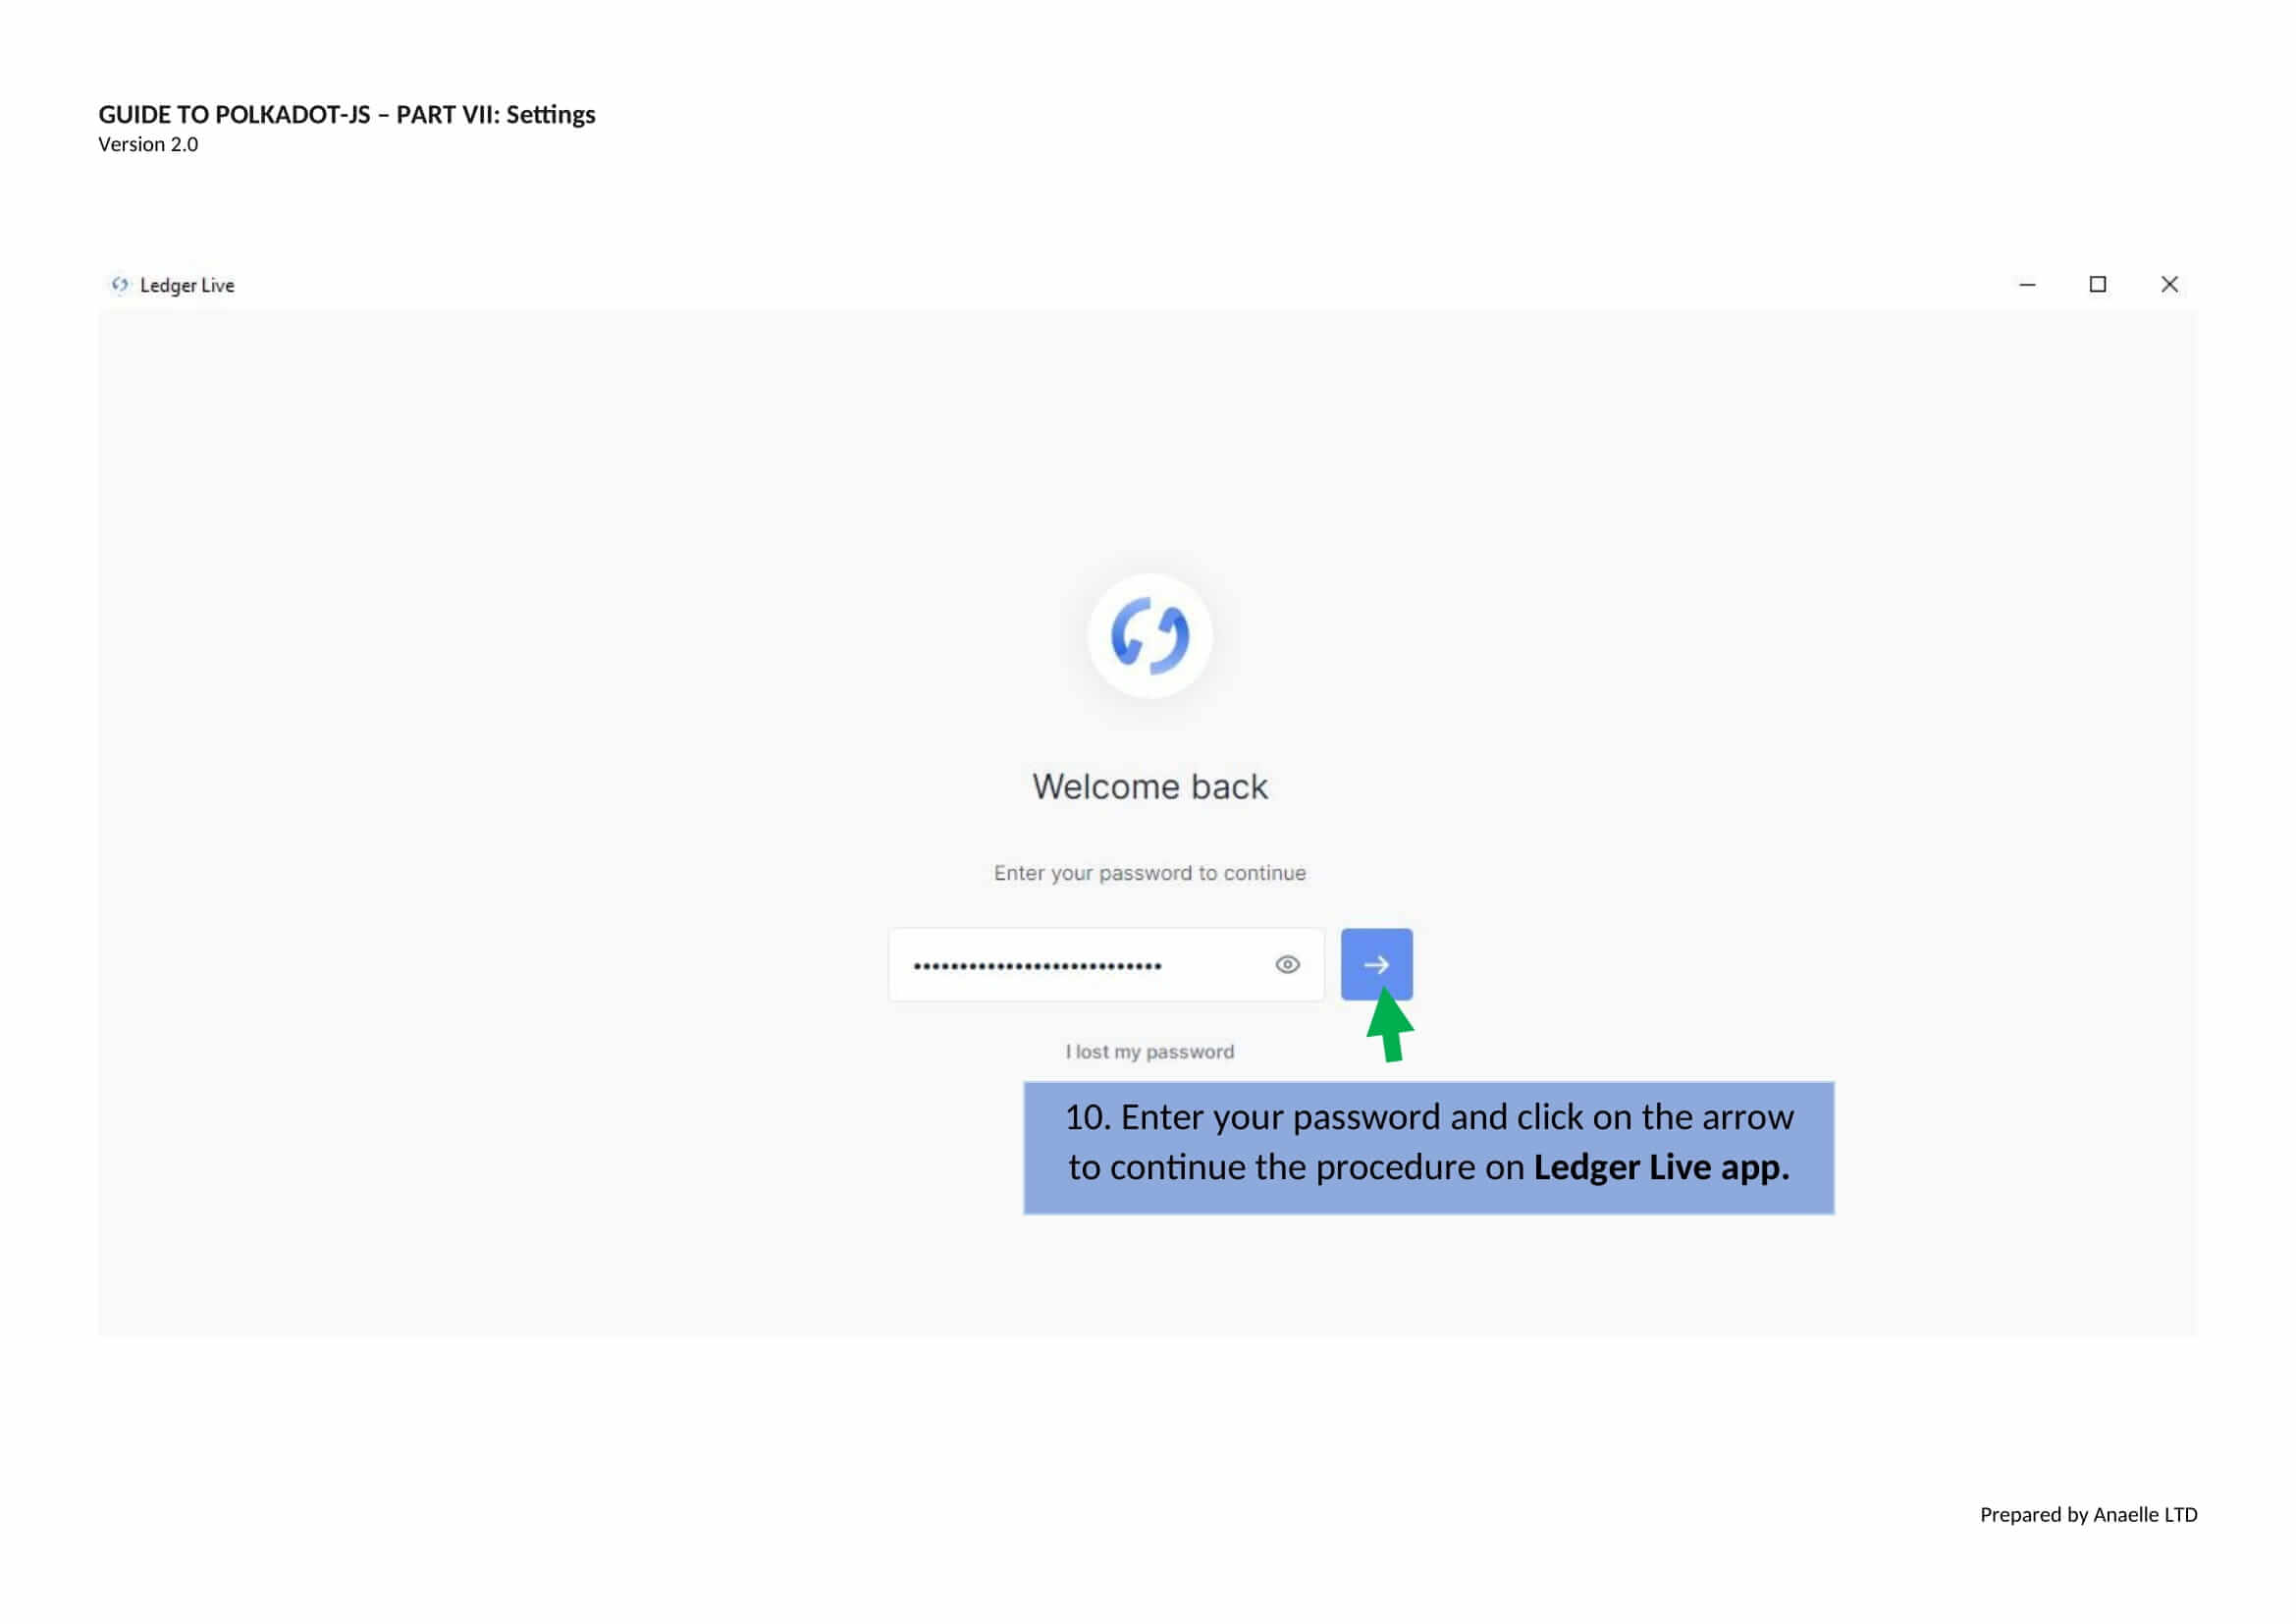 GUIDE TO POLKADOT-JS – PART VII: Settings
Version 2.0
Ledger Live
Welcome back
Enter your password to continue
I lost my password
10. Enter your password and click on the arrow
to continue the procedure on Ledger Live app.
Prepared by Anaelle LTD